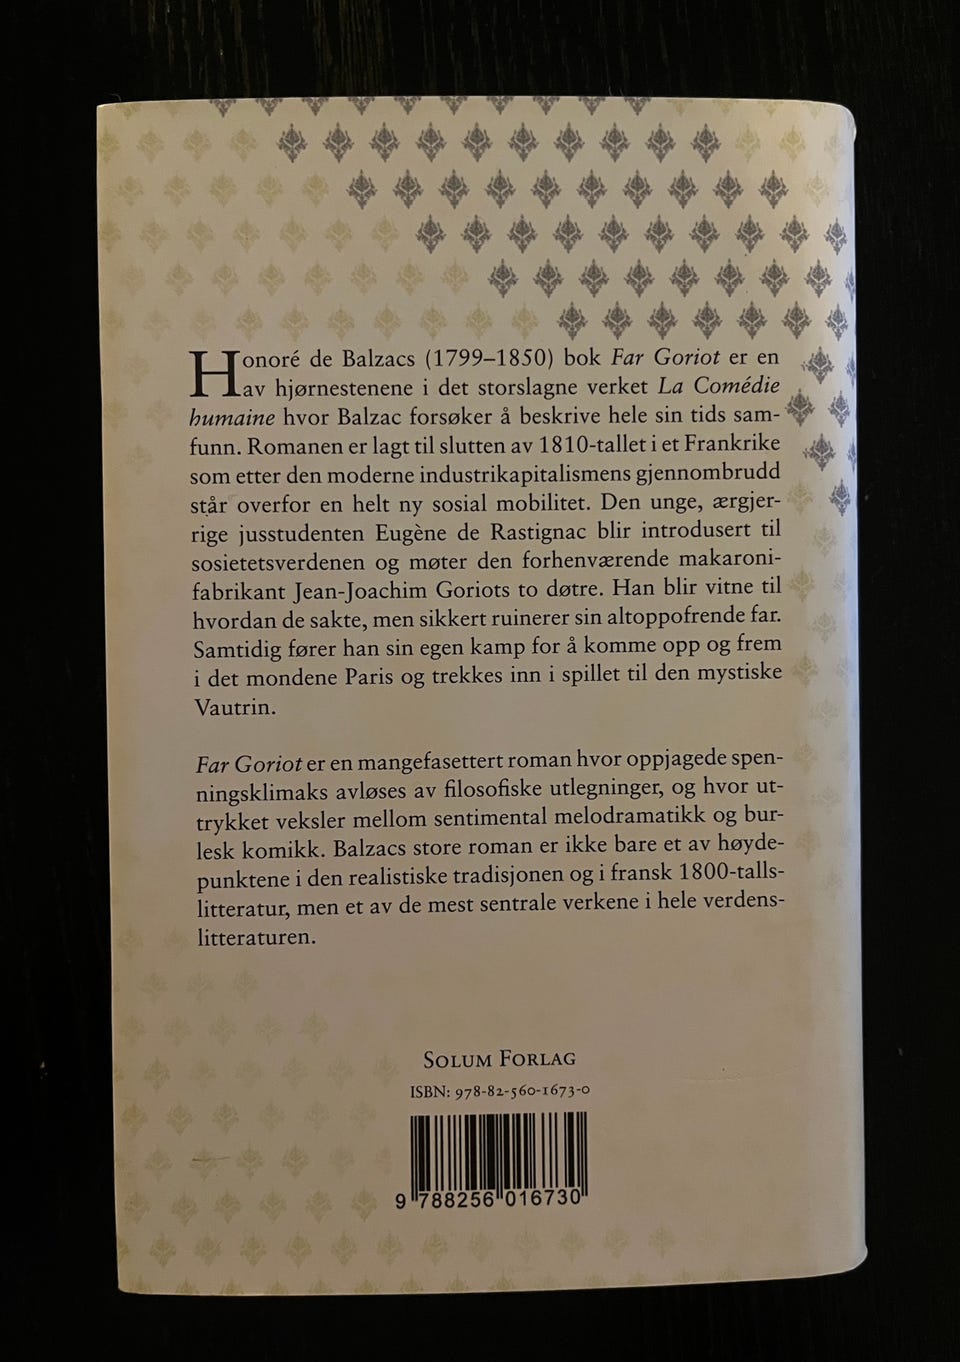 Honoré de Balzacs (1799–1850) bok Far Goriot er en
av hjørnestenene i det storslagne verket La Comédie
humaine hvor Balzac forsøker å beskrive hele sin tids sam-
funn. Romanen er lagt til slutten av 1810-tallet i et Frankrike
som etter den moderne industrikapitalismens gjennombrudd
står overfor en helt ny sosial mobilitet. Den unge, ærgjer-
rige jusstudenten Eugène de Rastignac blir introdusert til
sosietetsverdenen og møter den forhenværende makaroni-
fabrikant Jean-Joachim Goriots to døtre. Han blir vitne til
hvordan de sakte, men sikkert ruinerer sin altoppofrende far.
Samtidig fører han sin egen kamp for å komme opp og frem
i det mondene Paris og trekkes inn i spillet til den mystiske
Vautrin.
Far Goriot er en mangefasettert roman hvor oppjagede spen-
ningsklimaks avløses av filosofiske utlegninger, og hvor ut-
trykket veksler mellom sentimental melodramatikk og bur-
lesk komikk. Balzacs store roman er ikke bare et av høyde-
punktene i den realistiske tradisjonen og i fransk 1800-talls-
litteratur, men et av de mest sentrale verkene i hele verdens-
litteraturen.
Solum Forlag
ISBN: 978-82-560-1673-0
9 788256 016730